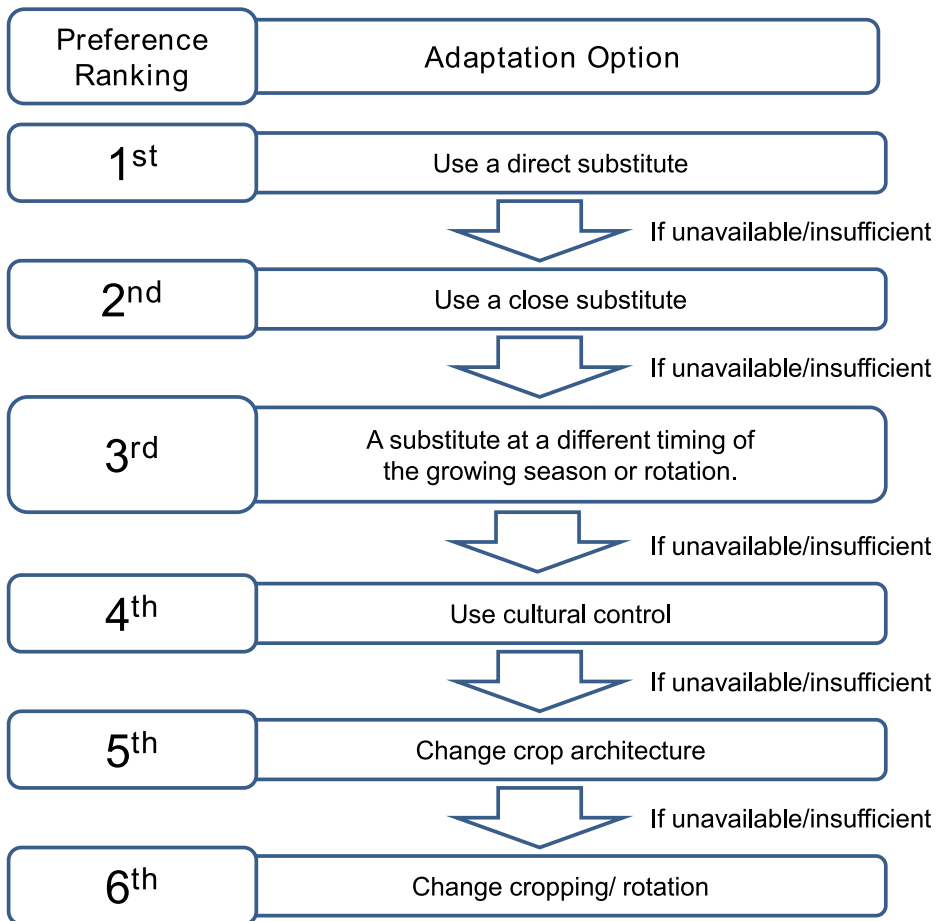 Preference
Ranking
Adaptation Option
1st
Use a direct substitute
If unavailable/insufficient
2nd
Use a close substitute
If unavailable/insufficient
3rd
A substitute at a different timing of
the growing season or rotation.
If unavailable/insufficient
4th
Use cultural control
If unavailable/insufficient
5th
Change crop architecture
If unavailable/insufficient
6th
Change cropping/ rotation